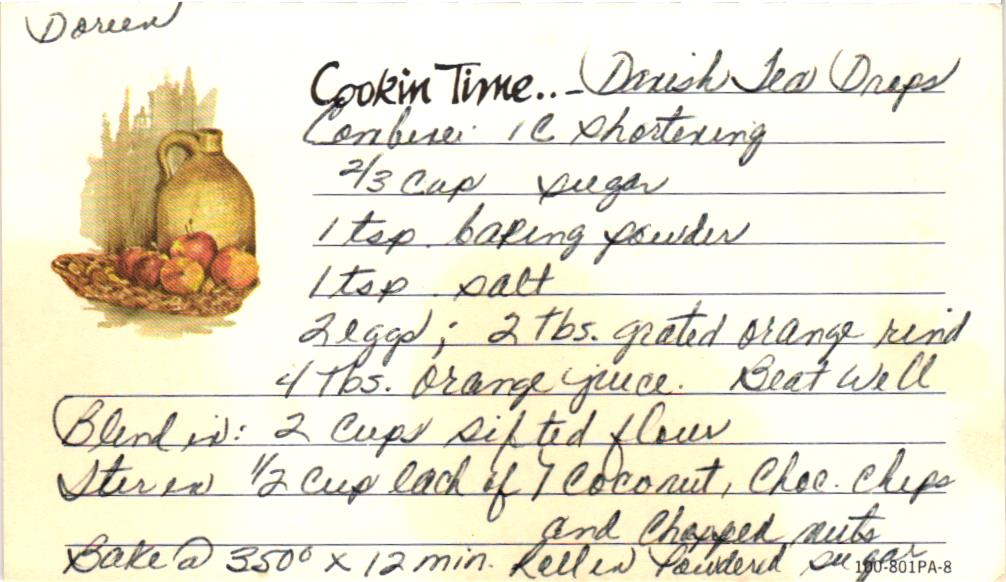 Doreen
Cookin Time.. - Danish Tea Drops
Combine: 1C shortening
2/3 cup sugar
1 tsp. baking powder
1 tsp. salt
2 eggs; 2 Tbs. grated orange rind
4 Tbs. orange juice. Beat Well
Blend in: 2 cups sifted flour
Stir in 1/2 cup each of coconut, choc. chips
and chopped nuts
Bake @ 350° x 12 min. Roll in Powdered sugar
100-801PA-8